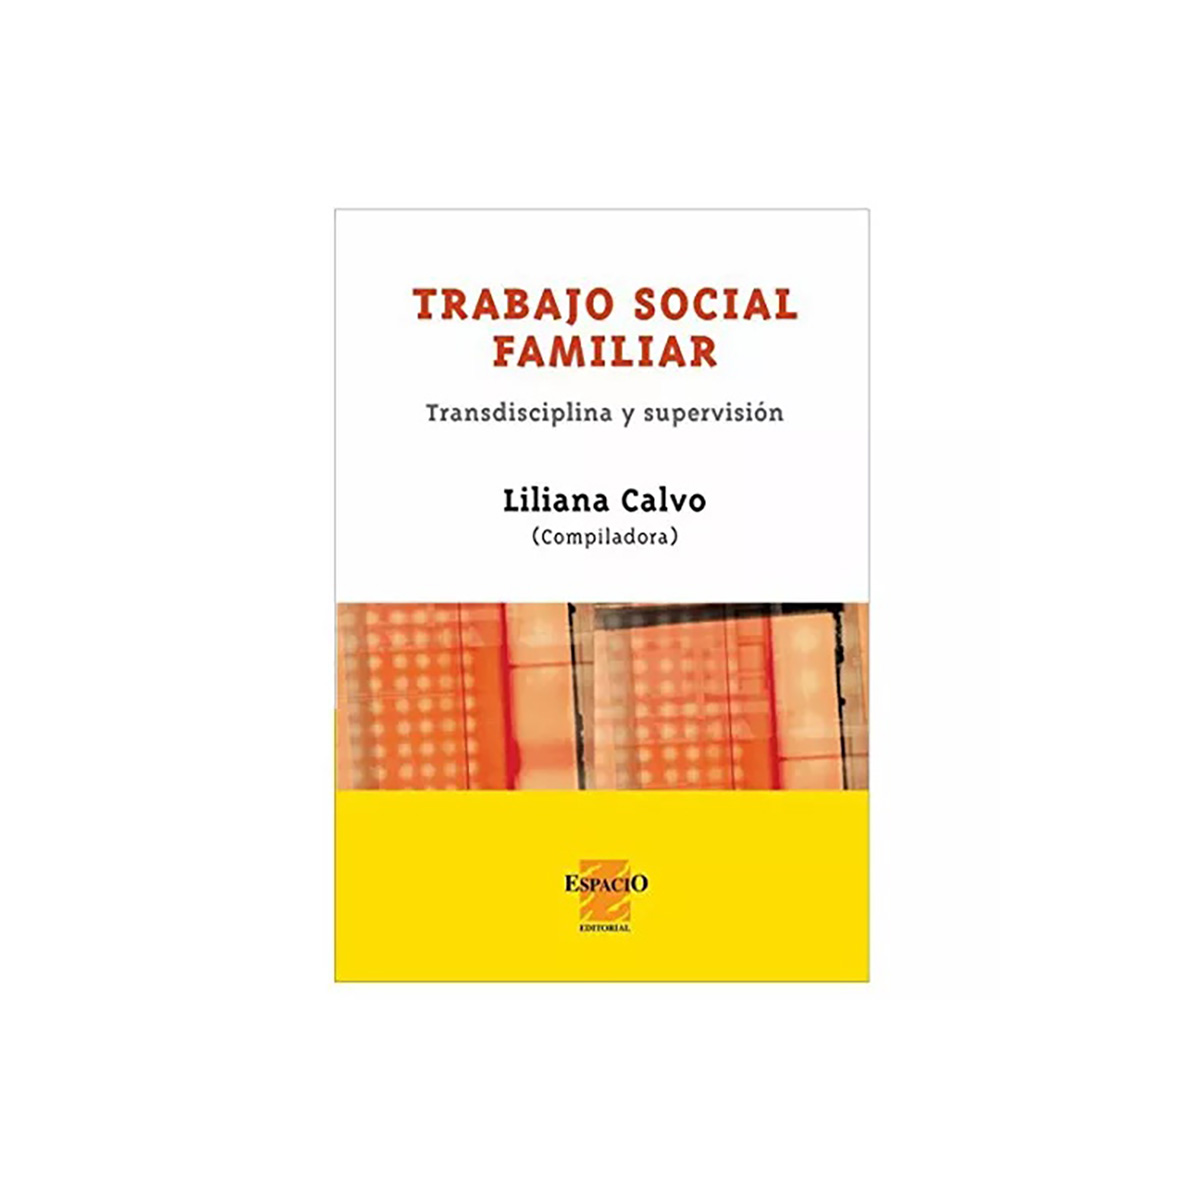 TRABAJO SOCIAL
FAMILIAR
Transdisciplina y supervisión
Liliana Calvo
(Compiladora)
ESPACIO
EDITORIAL